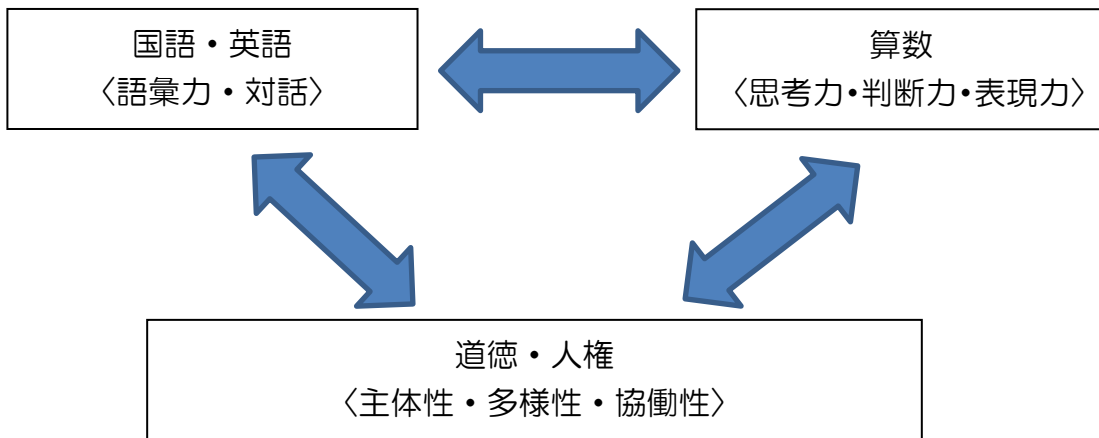 国語・英語
〈語彙力・対話〉
算数
〈思考力・判断力・表現力〉
道徳・人権
〈主体性・多様性・協働性〉